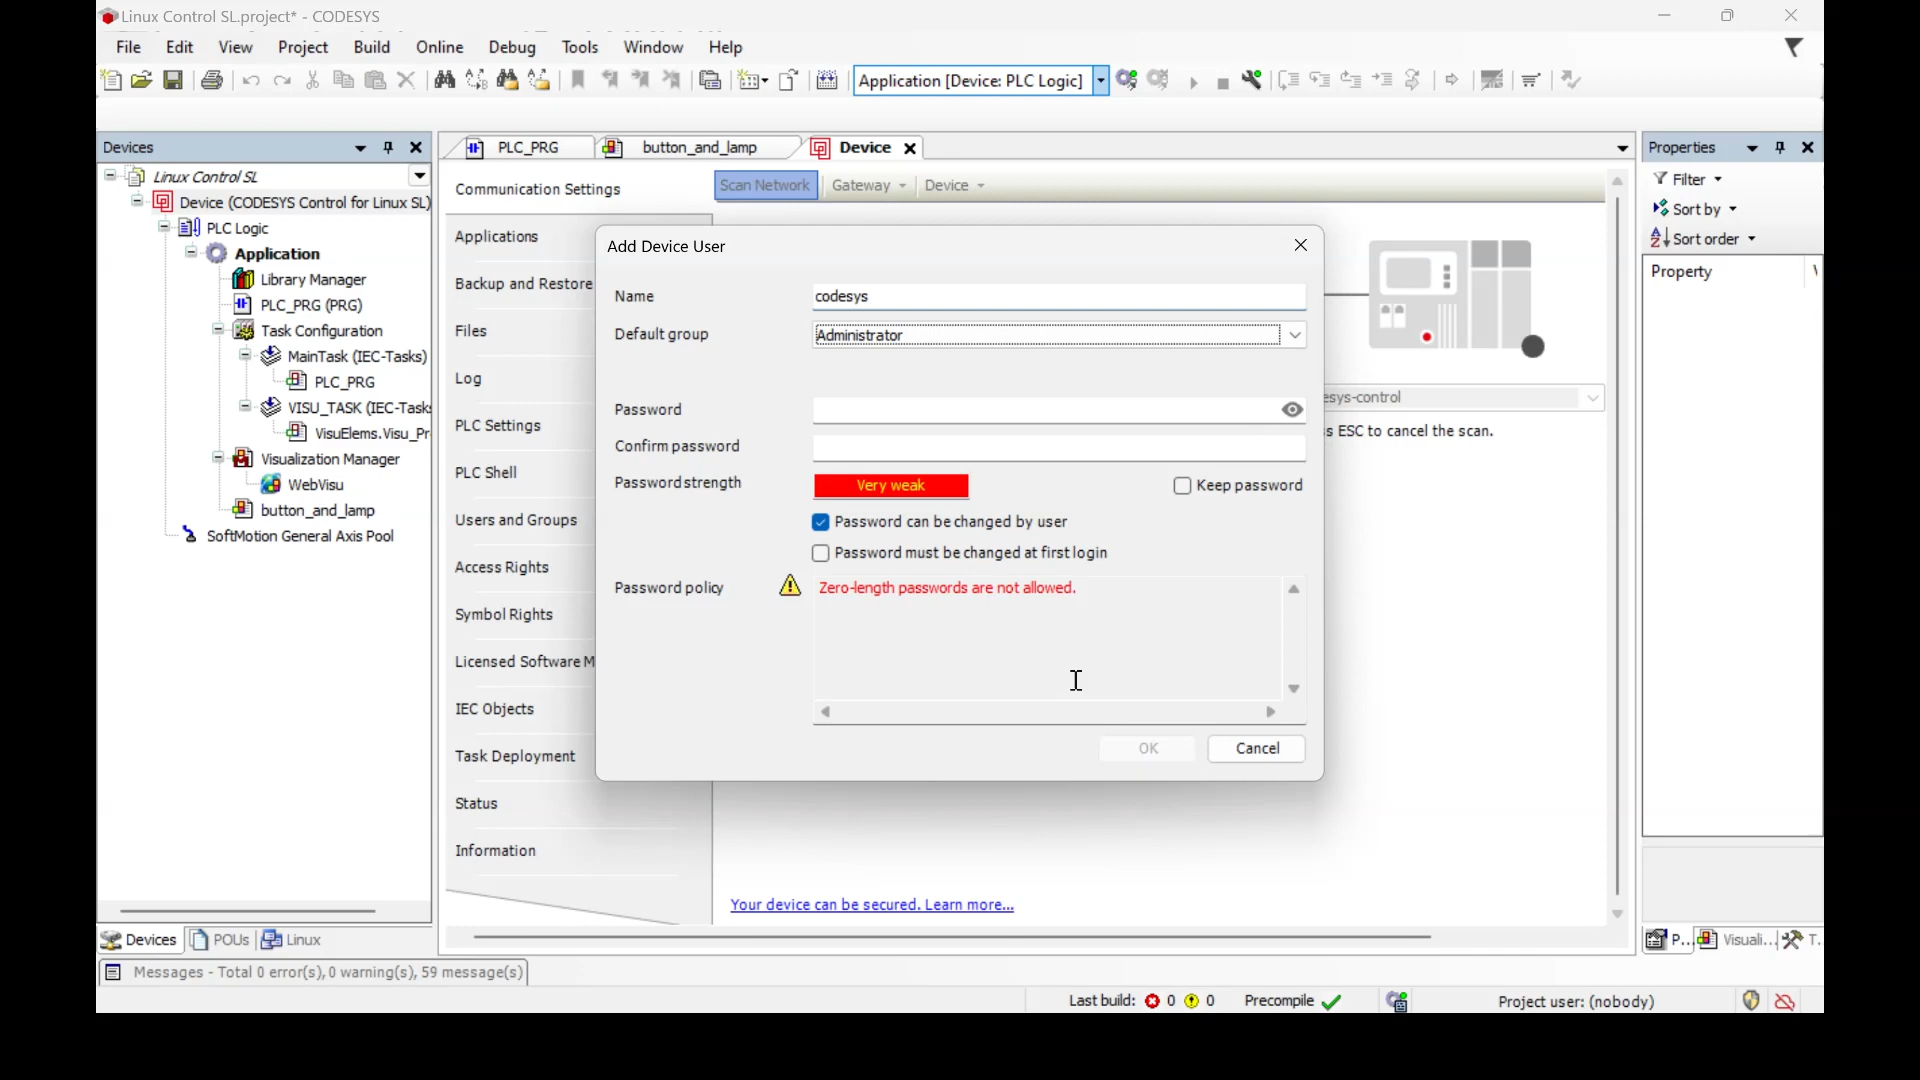 Linux Control SL.project* - CODESYS
File Edit View Project Build Online Debug Tools Window Help
Application [Device: PLC Logic]
Devices
Linux Control SL
Device (CODESYS Control for Linux SL)
PLC Logic
Application
Library Manager
PLC_PRG (PRG)
Task Configuration
MainTask (IEC-Tasks)
PLC_PRG
VISU_TASK (IEC-Tasks
VisuElems.Visu_Pr
Visualization Manager
WebVisu
button_and_lamp
SoftMotion General Axis Pool
Devices POUs Linux
PLC_PRG button_and_lamp Device
Communication Settings
Applications
Backup and Restore
Files
Log
PLC Settings
PLC Shell
Users and Groups
Access Rights
Symbol Rights
Licensed Software M
IEC Objects
Task Deployment
Status
Information
Scan Network Gateway Device
esys-control
s ESC to cancel the scan.
Your device can be secured. Learn more...
Add Device User
Name codesys
Default group Administrator
Password
Confirm password
Password strength Very weak Keep password
Password can be changed by user
Password must be changed at first login
Password policy Zero-length passwords are not allowed.
OK Cancel
Properties
Filter
Sort by
Sort order
Property
P... Visuali... T...
Messages - Total 0 error(s), 0 warning(s), 59 message(s)
Last build: 0 0 Precompile Project user: (nobody)